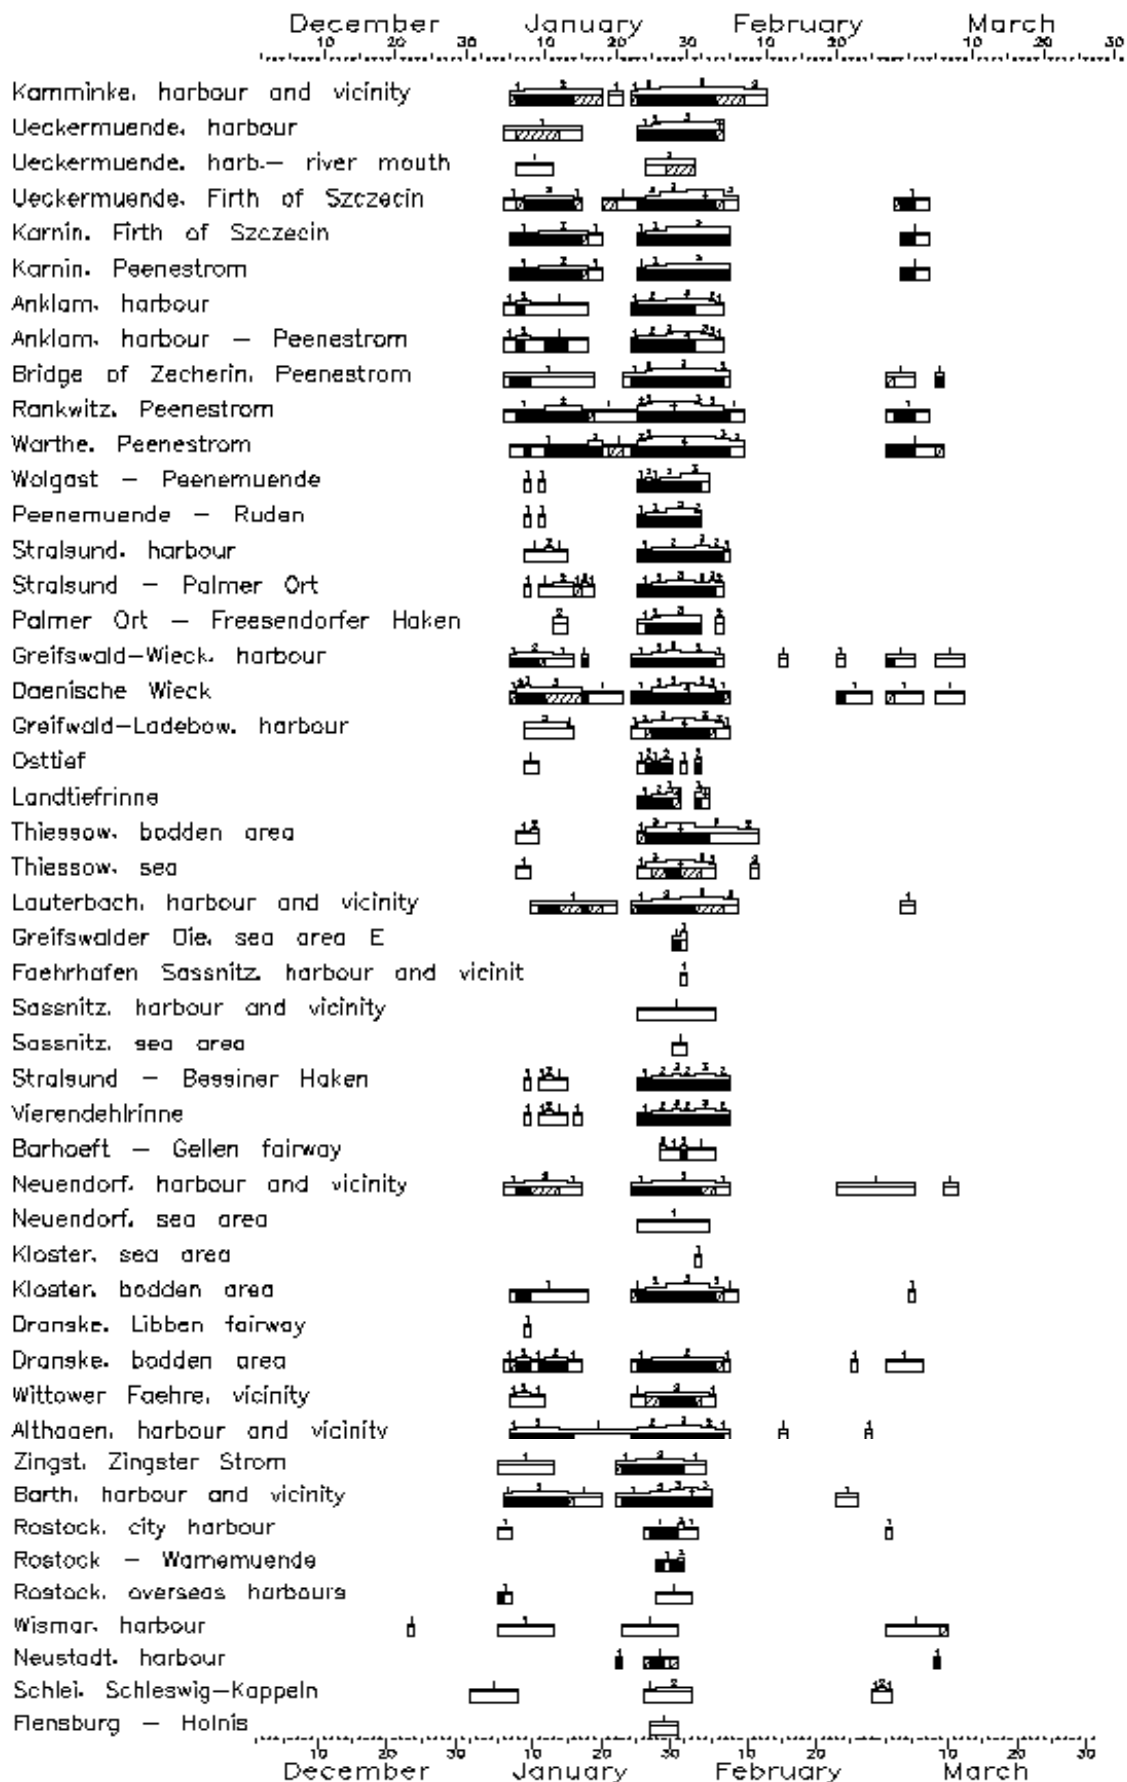 December January February March
10 20 30 10 20 30 10 20 10 20 30
Kamminke. harbour and vicinity
Ueckermuende. harbour
Ueckermuende. harb.— river mouth
Ueckermuende. Firth of Szczecin
Karnin. Firth of Szczecin
Karnin. Peenestrom
Anklam. harbour
Anklam. harbour — Peenestrom
Bridge of Zecherin. Peenestrom
Rankwitz. Peenestrom
Warthe. Peenestrom
Wolgast — Peenemuende
Peenemuende — Ruden
Stralsund. harbour
Stralsund — Palmer Ort
Palmer Ort — Freesendorfer Haken
Greifswald—Wieck. harbour
Daenische Wieck
Greifwald—Ladebow. harbour
Osttief
Landtiefrinne
Thiessow. bodden area
Thiessow. sea
Lauterbach. harbour and vicinity
Greifswalder Oie. sea area E
Faehrhafen Sassnitz. harbour and vicinit
Sassnitz. harbour and vicinity
Sassnitz. sea area
Stralsund — Bessiner Haken
Vierendehlrinne
Barhoeft — Gellen fairway
Neuendorf. harbour and vicinity
Neuendorf. sea area
Kloster. sea area
Kloster. bodden area
Dranske. Libben fairway
Dranske. bodden area
Wittower Faehre. vicinity
Althagen. harbour and vicinity
Zingst. Zingster Strom
Barth. harbour and vicinity
Rostock. city harbour
Rostock — Warnemuende
Rostock. overseas harbours
Wismar. harbour
Neustadt. harbour
Schlei. Schleswig—Kappeln
Flensburg — Holnis
10 20 30 10 20 30 10 20 10 20 30
December January February March